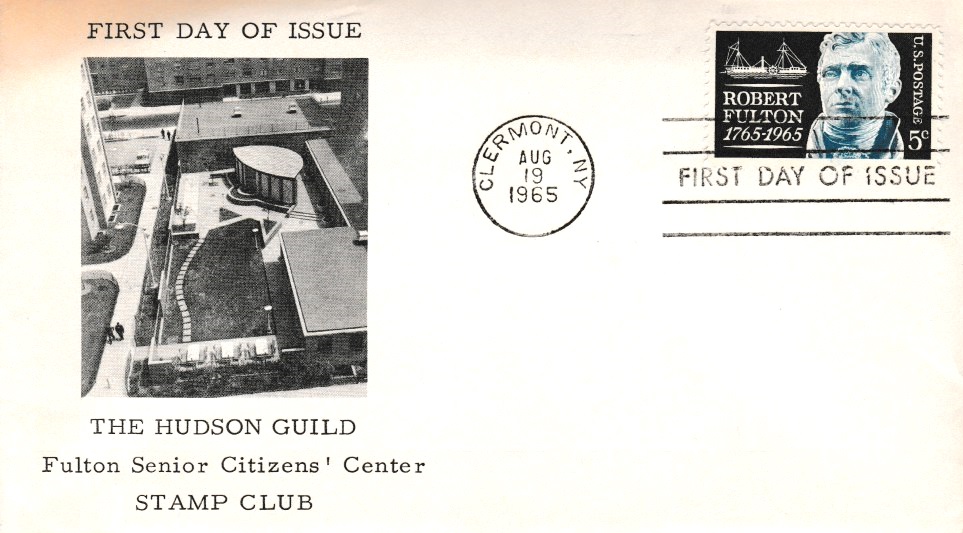 FIRST DAY OF ISSUE
THE HUDSON GUILD
Fulton Senior Citizens' Center
STAMP CLUB
CLERMONT, NY
AUG
19
1965
ROBERT
FULTON
1765-1965
U.S. POSTAGE
5c
FIRST DAY OF ISSUE